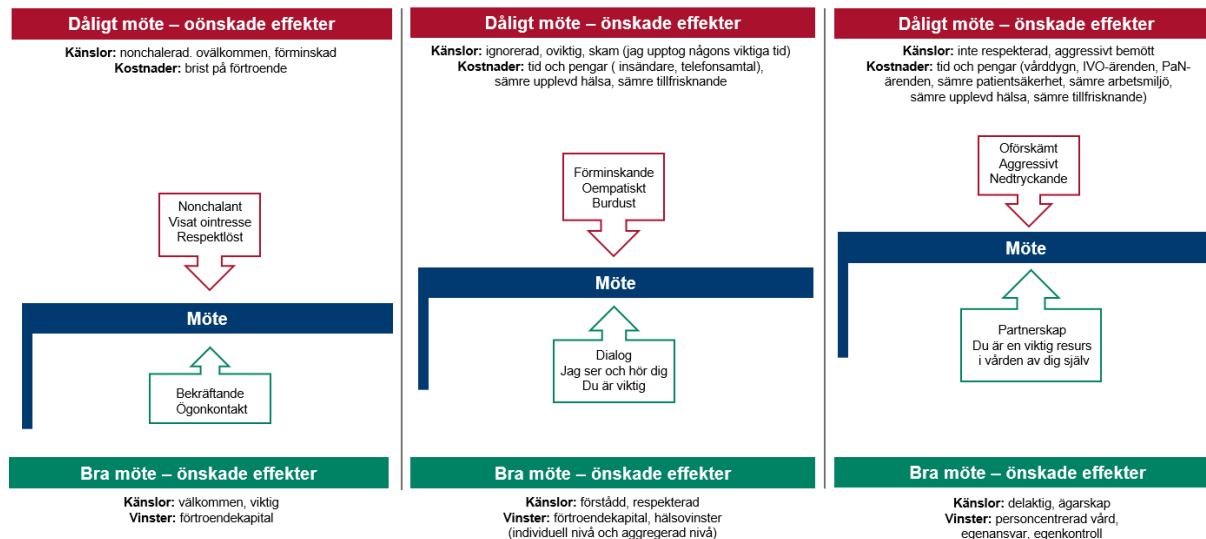 Dåligt möte – oönskade effekter
Känslor: nonchalerad. ovälkommen, förminskad
Kostnader: brist på förtroende
Nonchalant
Visat ointresse
Respektlöst
Möte
Bekräftande
Ögonkontakt
Bra möte – önskade effekter
Känslor: välkommen, viktig
Vinster: förtroendekapital
Dåligt möte – önskade effekter
Känslor: ignorerad, oviktig, skam (jag upptog någons viktiga tid)
Kostnader: tid och pengar ( insändare, telefonsamtal),
sämre upplevd hälsa, sämre tillfrisknande
Förminskande
Oempatiskt
Burdust
Möte
Dialog
Jag ser och hör dig
Du är viktig
Bra möte – önskade effekter
Känslor: förstådd, respekterad
Vinster: förtroendekapital, hälsovinster
(individuell nivå och aggregerad nivå)
Dåligt möte – önskade effekter
Känslor: inte respekterad, aggressivt bemött
Kostnader: tid och pengar (vårddygn, IVO-ärenden, PaN-
ärenden, sämre patientsäkerhet, sämre arbetsmiljö,
sämre upplevd hälsa, sämre tillfrisknande)
Oförskämt
Aggressivt
Nedtryckande
Möte
Partnerskap
Du är en viktig resurs
i vården av dig själv
Bra möte – önskade effekter
Känslor: delaktig, ägarskap
Vinster: personcentrerad vård,
egenansvar, egenkontroll